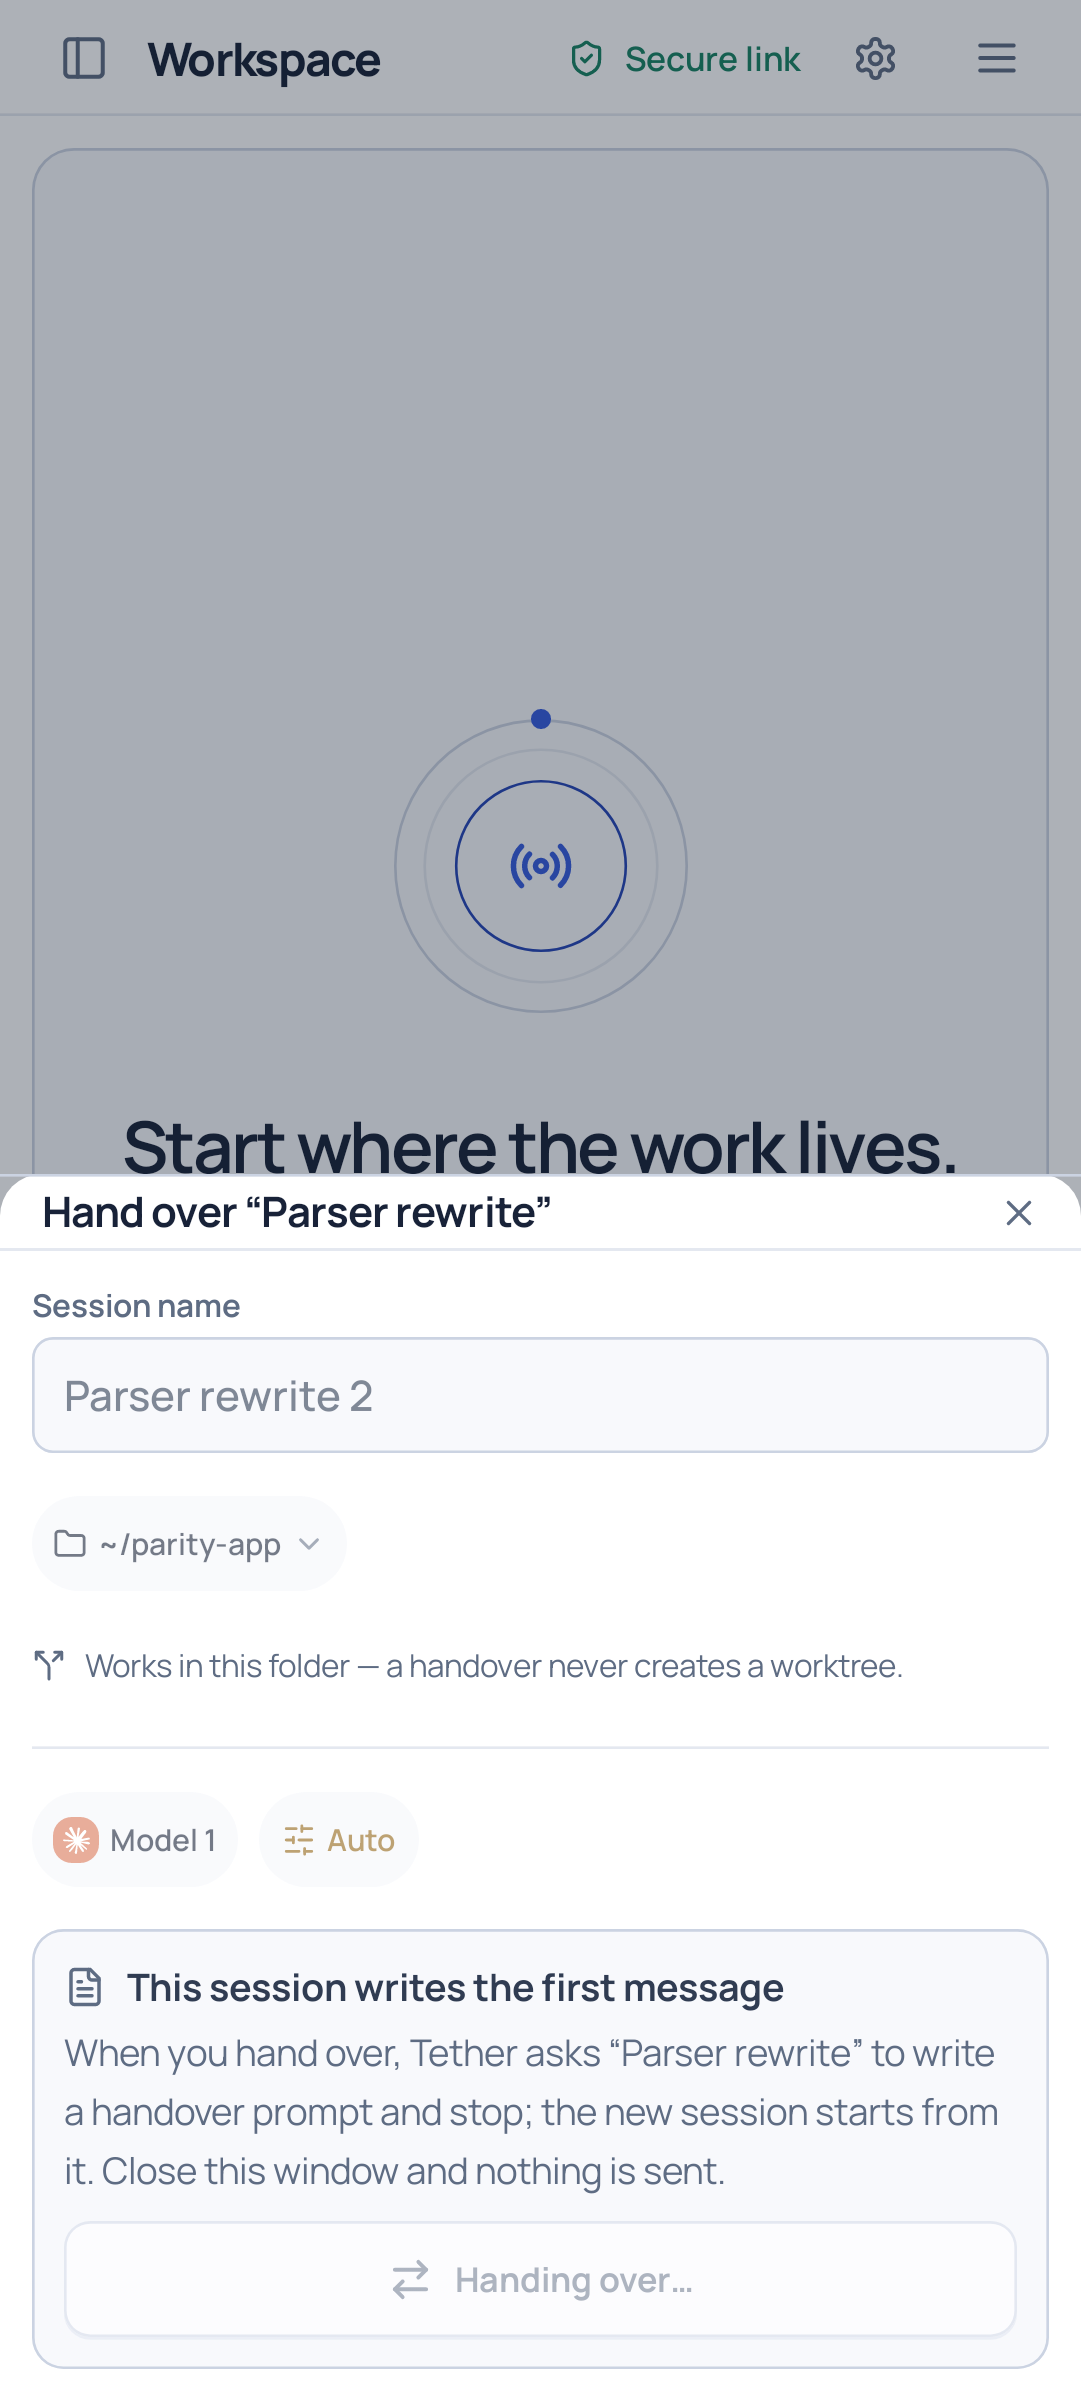 Workspace
Secure link
Start where the work lives.
Hand over “Parser rewrite”
Session name
Parser rewrite 2
~/parity-app
Works in this folder — a handover never creates a worktree.
Model 1
Auto
This session writes the first message
When you hand over, Tether asks “Parser rewrite” to write
a handover prompt and stop; the new session starts from
it. Close this window and nothing is sent.
Handing over…